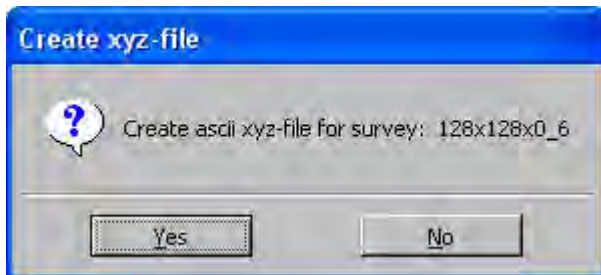 Create xyz-file
Create ascii xyz-file for survey: 128x128x0_6
Yes
No